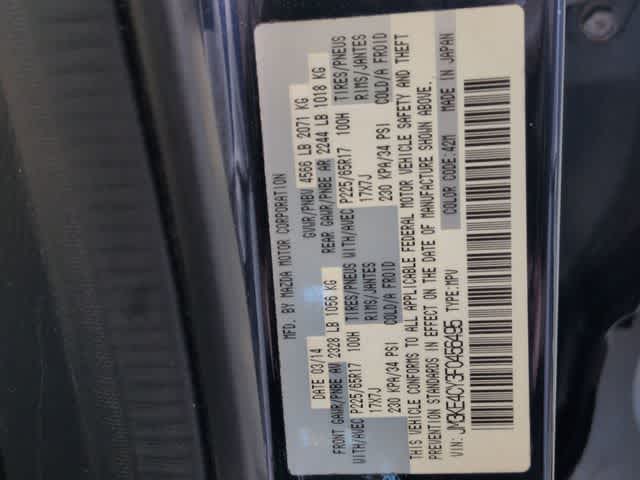 MFD. BY MAZDA MOTOR CORPORATION
DATE 03/14 GVWR/PNBV 4566 LB 2071 KG
FRONT GAWR/PNBE AV 2328 LB 1056 KG REAR GAWR/PNBE AR 2244 LB 1018 KG
WITH/AVEC P225/65R17 100H TIRES/PNEUS WITH/AVEC P225/65R17 100H TIRES/PNEUS
17X7J RIMS/JANTES 17X7J RIMS/JANTES
230 KPA/34 PSI COLD/A FROID 230 KPA/34 PSI COLD/A FROID
THIS VEHICLE CONFORMS TO ALL APPLICABLE FEDERAL MOTOR VEHICLE SAFETY AND THEFT
PREVENTION STANDARDS IN EFFECT ON THE DATE OF MANUFACTURE SHOWN ABOVE.
VIN: JM3KE4CY3F0456495 TYPE:MPV COLOR CODE:42M MADE IN JAPAN